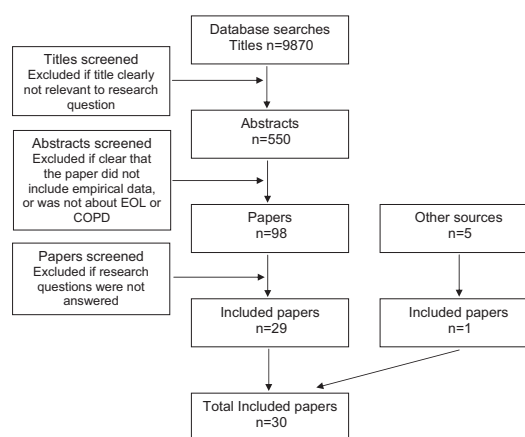 Database searches
Titles n=9870
Titles screened
Excluded if title clearly
not relevant to research
question
Abstracts
n=550
Abstracts screened
Excluded if clear that
the paper did not
include empirical data,
or was not about EOL or
COPD
Papers
n=98
Other sources
n=5
Papers screened
Excluded if research
questions were not
answered
Included papers
n=29
Included papers
n=1
Total Included papers
n=30